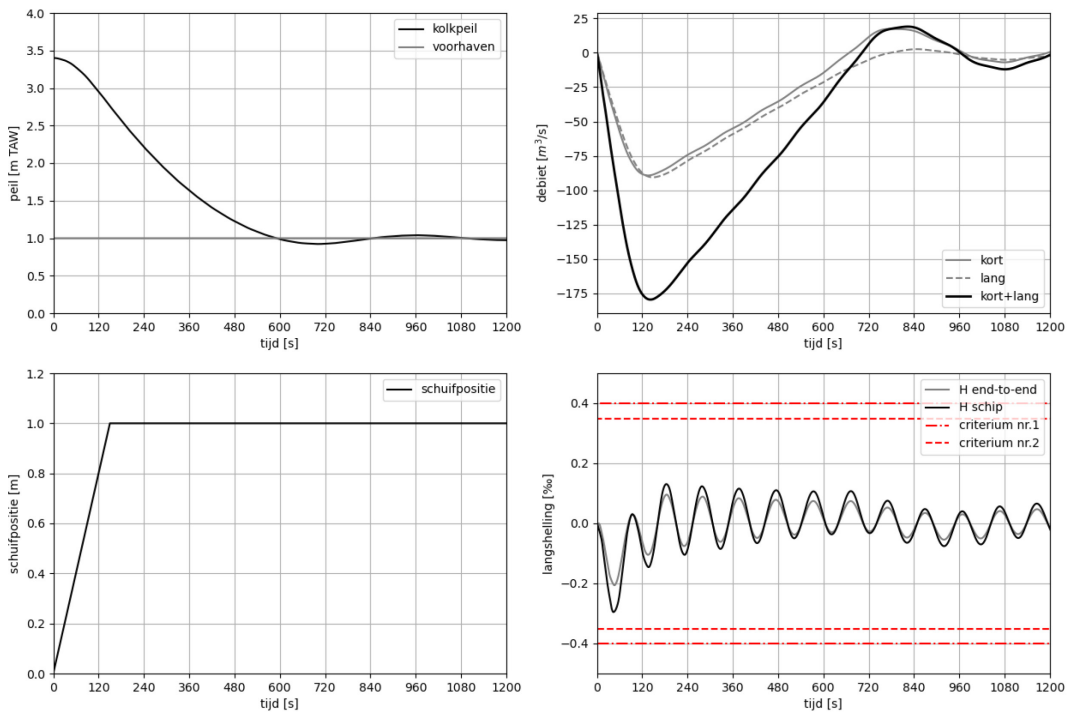 4.0
3.5
3.0
2.5
2.0
1.5
1.0
0.5
0.0
peil [m TAW]
0 120 240 360 480 600 720 840 960 1080 1200
tijd [s]
kolkpeil
voorhaven
25
0
−25
−50
−75
−100
−125
−150
−175
debiet [m³/s]
0 120 240 360 480 600 720 840 960 1080 1200
tijd [s]
kort
lang
kort+lang
1.2
1.0
0.8
0.6
0.4
0.2
0.0
schuifpositie [m]
0 120 240 360 480 600 720 840 960 1080 1200
tijd [s]
schuifpositie
0.4
0.2
0.0
−0.2
−0.4
langshelling [‰]
0 120 240 360 480 600 720 840 960 1080 1200
tijd [s]
H end-to-end
H schip
criterium nr.1
criterium nr.2